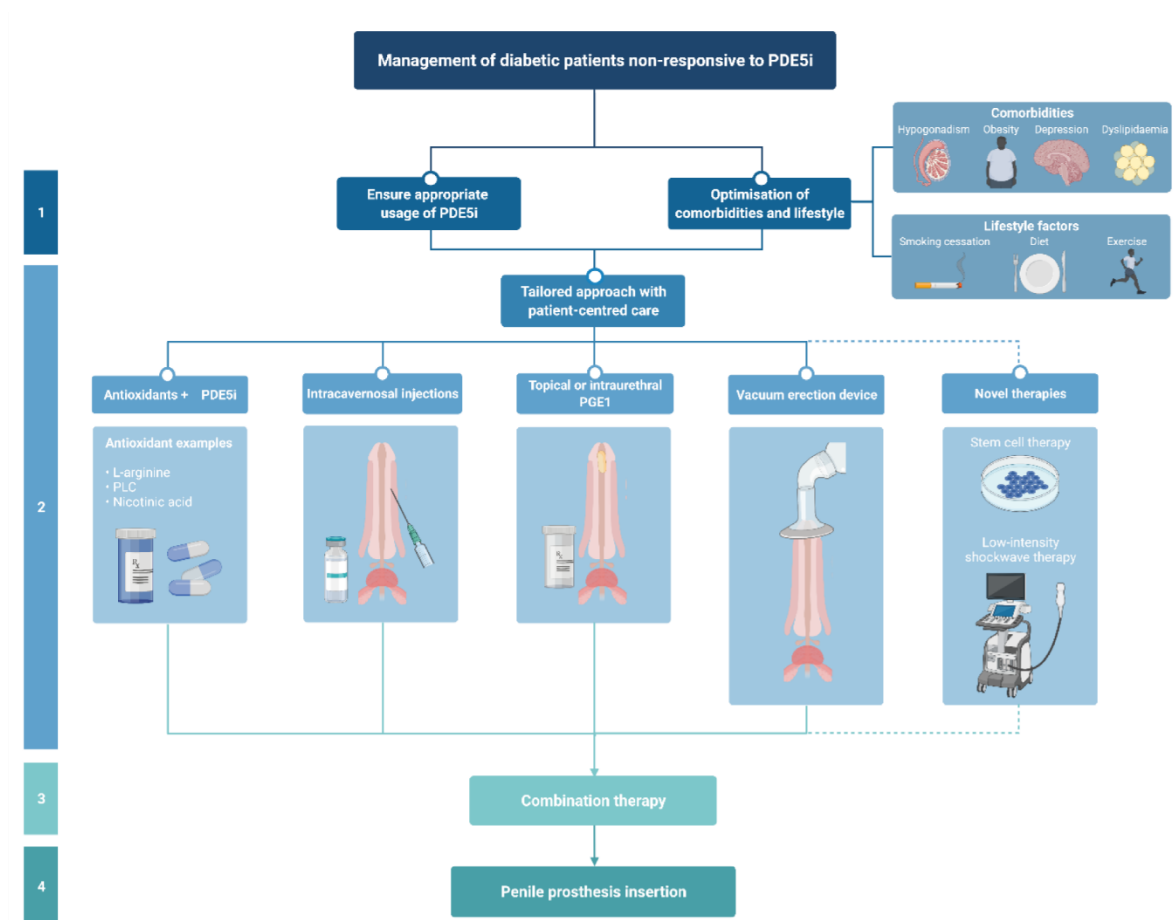 Management of diabetic patients non-responsive to PDE5i
Comorbidities
Hypogonadism Obesity Depression Dyslipidaemia
1
Ensure appropriate
usage of PDE5i
Optimisation of
comorbidities and lifestyle
Lifestyle factors
Smoking cessation Diet Exercise
2
Tailored approach with
patient-centred care
Antioxidants + PDE5i
Intracavernosal injections
Topical or intraurethral
PGE1
Vacuum erection device
Novel therapies
Antioxidant examples
• L-arginine
• PLC
• Nicotinic acid
Rx
Stem cell therapy
Low-intensity
shockwave therapy
3
Combination therapy
4
Penile prosthesis insertion